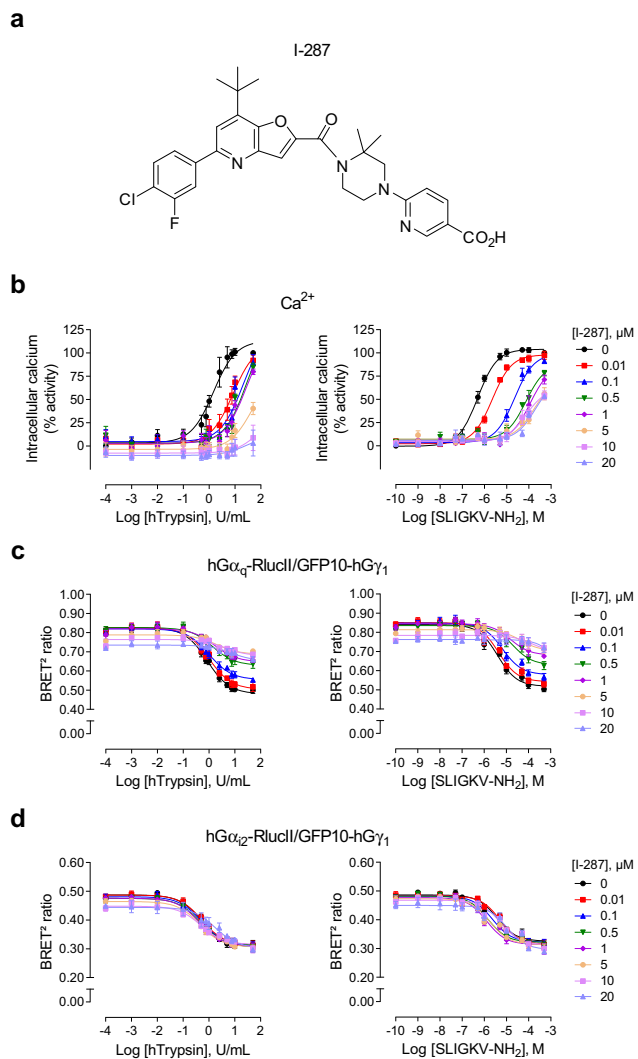 a
I-287
O
O
N
N
N
N
Cl
F
CO₂H
b
Ca²⁺
Intracellular calcium
(% activity)
125
100
75
50
25
0
-4 -3 -2 -1 0 1 2
Log [hTrypsin], U/mL
Intracellular calcium
(% activity)
125
100
75
50
25
0
-10 -9 -8 -7 -6 -5 -4 -3
Log [SLIGKV-NH₂], M
[I-287], μM
0
0.01
0.1
0.5
1
5
10
20
c
hGαq-RlucII/GFP10-hGγ₁
BRET² ratio
1.00
0.90
0.80
0.70
0.60
0.50
0.40
0.00
-4 -3 -2 -1 0 1 2
Log [hTrypsin], U/mL
BRET² ratio
1.00
0.90
0.80
0.70
0.60
0.50
0.40
0.00
-10 -9 -8 -7 -6 -5 -4 -3
Log [SLIGKV-NH₂], M
[I-287], μM
0
0.01
0.1
0.5
1
5
10
20
d
hGαi2-RlucII/GFP10-hGγ₁
BRET² ratio
0.60
0.50
0.40
0.30
0.20
0.00
-4 -3 -2 -1 0 1 2
Log [hTrypsin], U/mL
BRET² ratio
0.60
0.50
0.40
0.30
0.20
0.00
-10 -9 -8 -7 -6 -5 -4 -3
Log [SLIGKV-NH₂], M
[I-287], μM
0
0.01
0.1
0.5
1
5
10
20